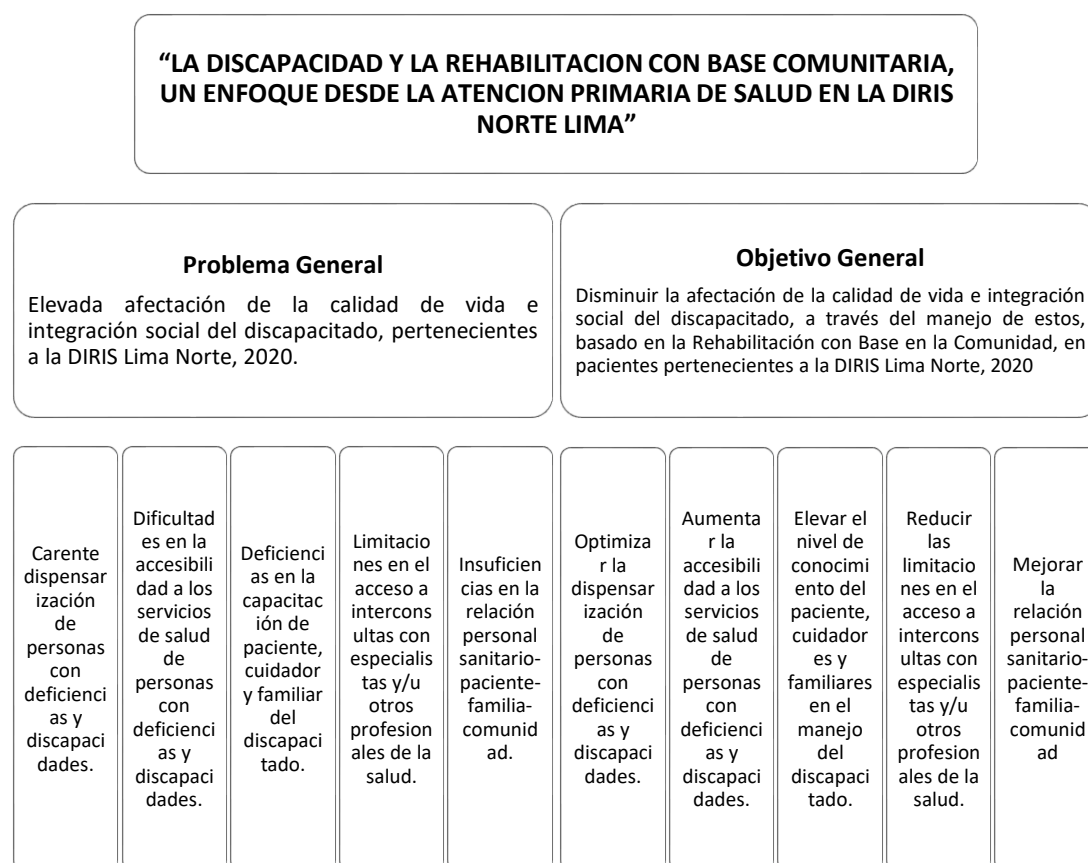 “LA DISCAPACIDAD Y LA REHABILITACION CON BASE COMUNITARIA,
UN ENFOQUE DESDE LA ATENCION PRIMARIA DE SALUD EN LA DIRIS
NORTE LIMA”
Problema General
Elevada afectación de la calidad de vida e
integración social del discapacitado, pertenecientes
a la DIRIS Lima Norte, 2020.
Objetivo General
Disminuir la afectación de la calidad de vida e integración
social del discapacitado, a través del manejo de estos,
basado en la Rehabilitación con Base en la Comunidad, en
pacientes pertenecientes a la DIRIS Lima Norte, 2020
Carente
dispensar
ización
de
personas
con
deficienci
as y
discapaci
dades.
Dificultad
es en la
accesibili
dad a los
servicios
de salud
de
personas
con
deficienci
as y
discapaci
dades.
Deficienci
as en la
capacitac
ión de
paciente,
cuidador
y familiar
del
discapaci
tado.
Limitacio
nes en el
acceso a
intercons
ultas con
especialis
tas y/u
otros
profesion
ales de la
salud.
Insuficien
cias en la
relación
personal
sanitario-
paciente-
familia-
comunid
ad.
Optimiza
r la
dispensar
ización
de
personas
con
deficienci
as y
discapaci
dades.
Aumenta
r la
accesibili
dad a los
servicios
de salud
de
personas
con
deficienci
as y
discapaci
dades.
Elevar el
nivel de
conocimi
ento del
paciente,
cuidador
es y
familiares
en el
manejo
del
discapaci
tado.
Reducir
las
limitacio
nes en el
acceso a
intercons
ultas con
especialis
tas y/u
otros
profesion
ales de la
salud.
Mejorar
la
relación
personal
sanitario-
paciente-
familia-
comunid
ad